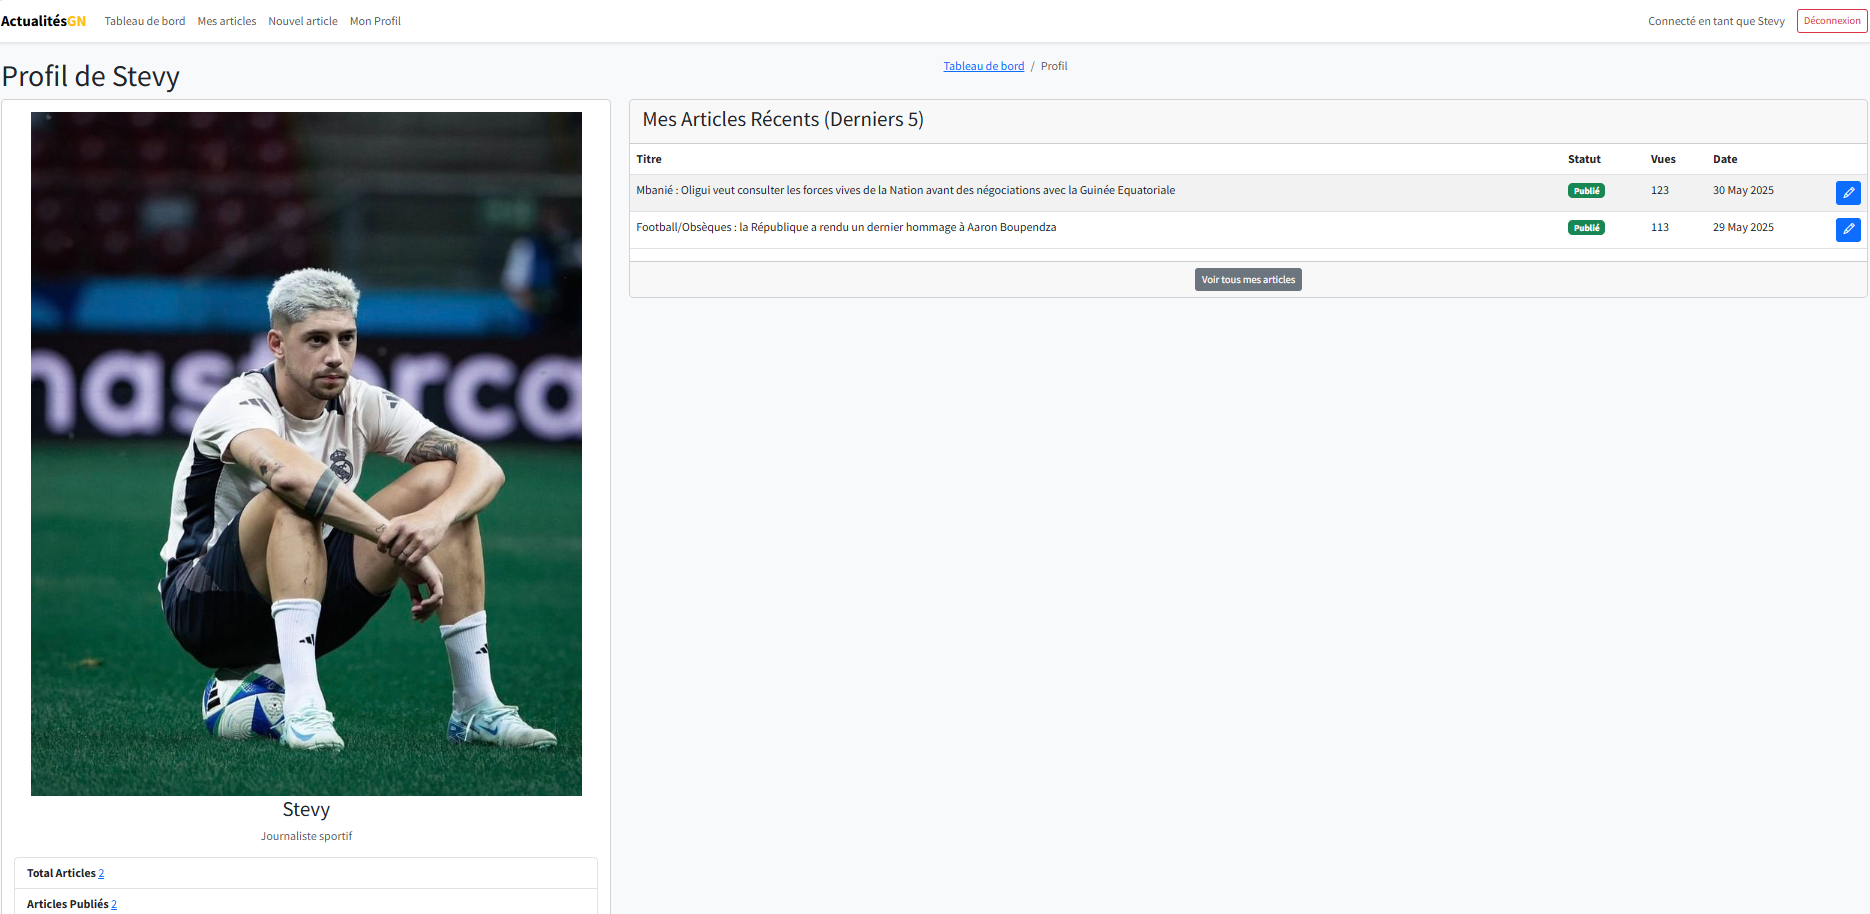 ActualitésGN Tableau de bord Mes articles Nouvel article Mon Profil Connecté en tant que Stevy Déconnexion
Profil de Stevy
Tableau de bord / Profil
masterca
Stevy
Journaliste sportif
Total Articles 2
Articles Publiés 2
Mes Articles Récents (Derniers 5)
Titre Statut Vues Date
Mbanié : Oligui veut consulter les forces vives de la Nation avant des négociations avec la Guinée Equatoriale Publié 123 30 May 2025
Football/Obsèques : la République a rendu un dernier hommage à Aaron Boupendza Publié 113 29 May 2025
Voir tous mes articles